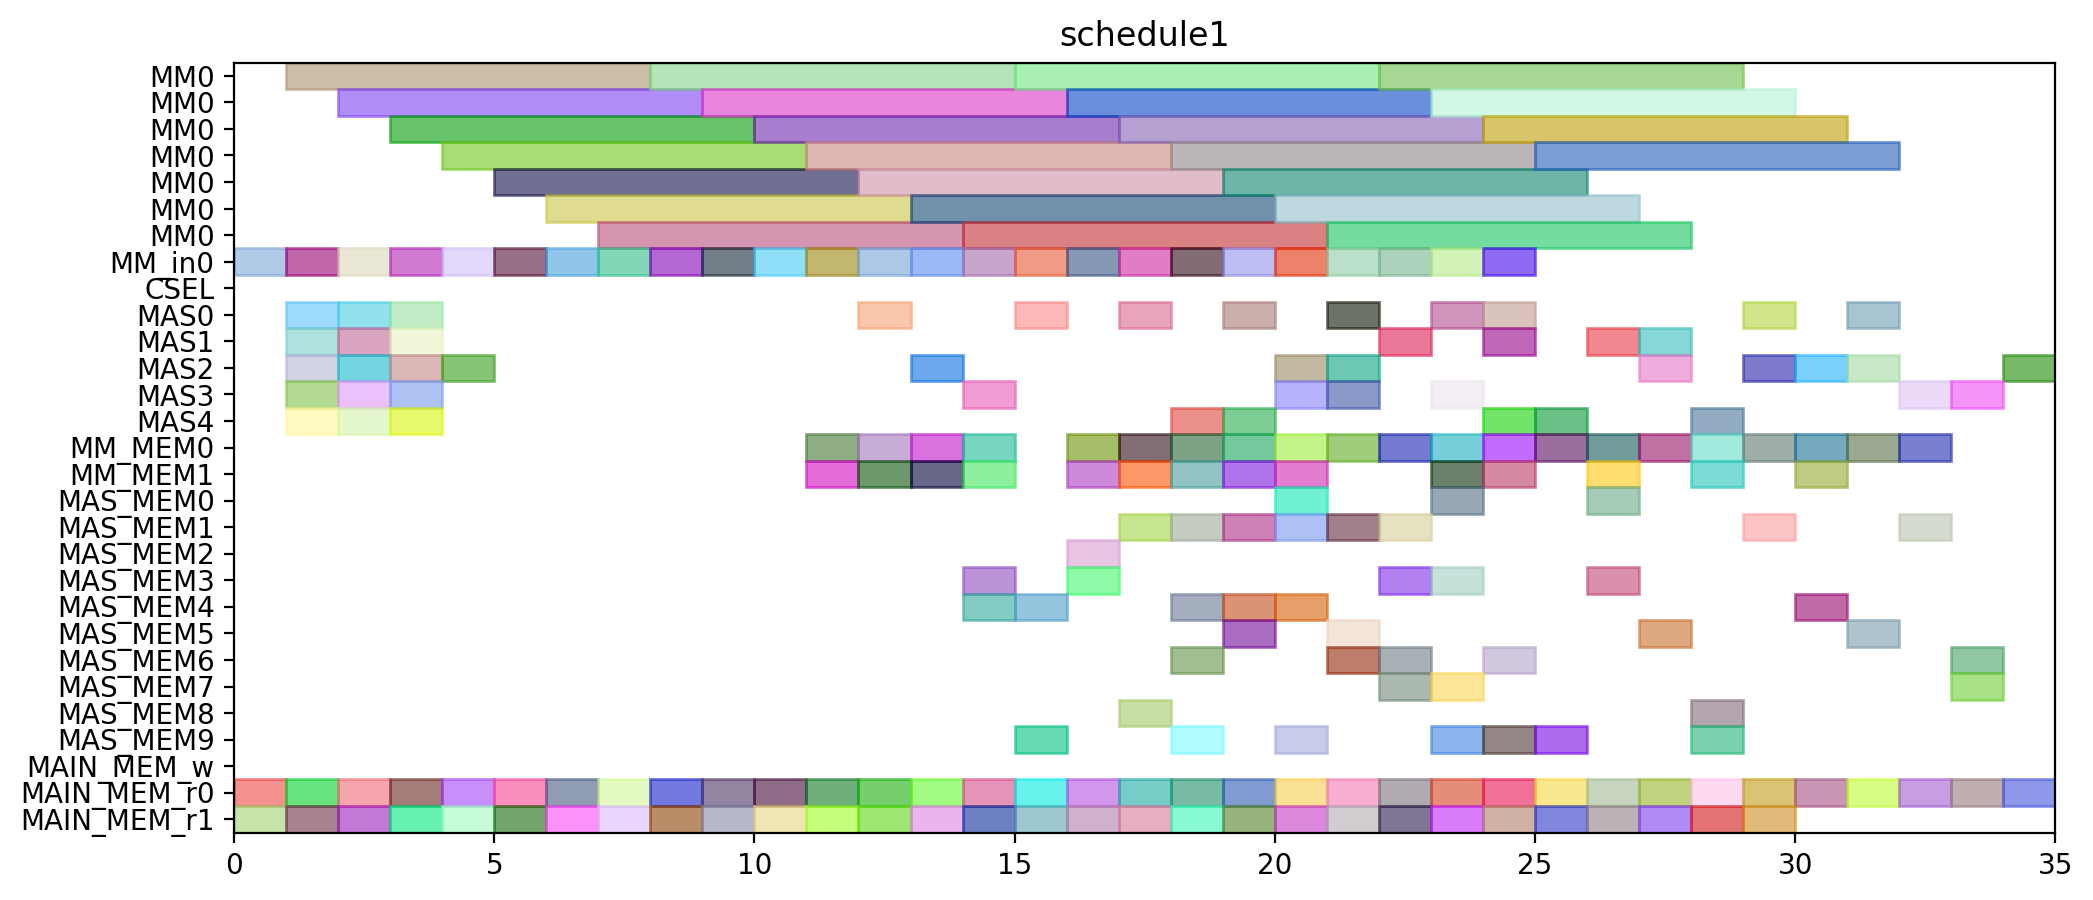 schedule1
MM0
MM0
MM0
MM0
MM0
MM0
MM0
MM_in0
CSEL
MAS0
MAS1
MAS2
MAS3
MAS4
MM_MEM0
MM_MEM1
MAS_MEM0
MAS_MEM1
MAS_MEM2
MAS_MEM3
MAS_MEM4
MAS_MEM5
MAS_MEM6
MAS_MEM7
MAS_MEM8
MAS_MEM9
MAIN_MEM_w
MAIN_MEM_r0
MAIN_MEM_r1
0 5 10 15 20 25 30 35